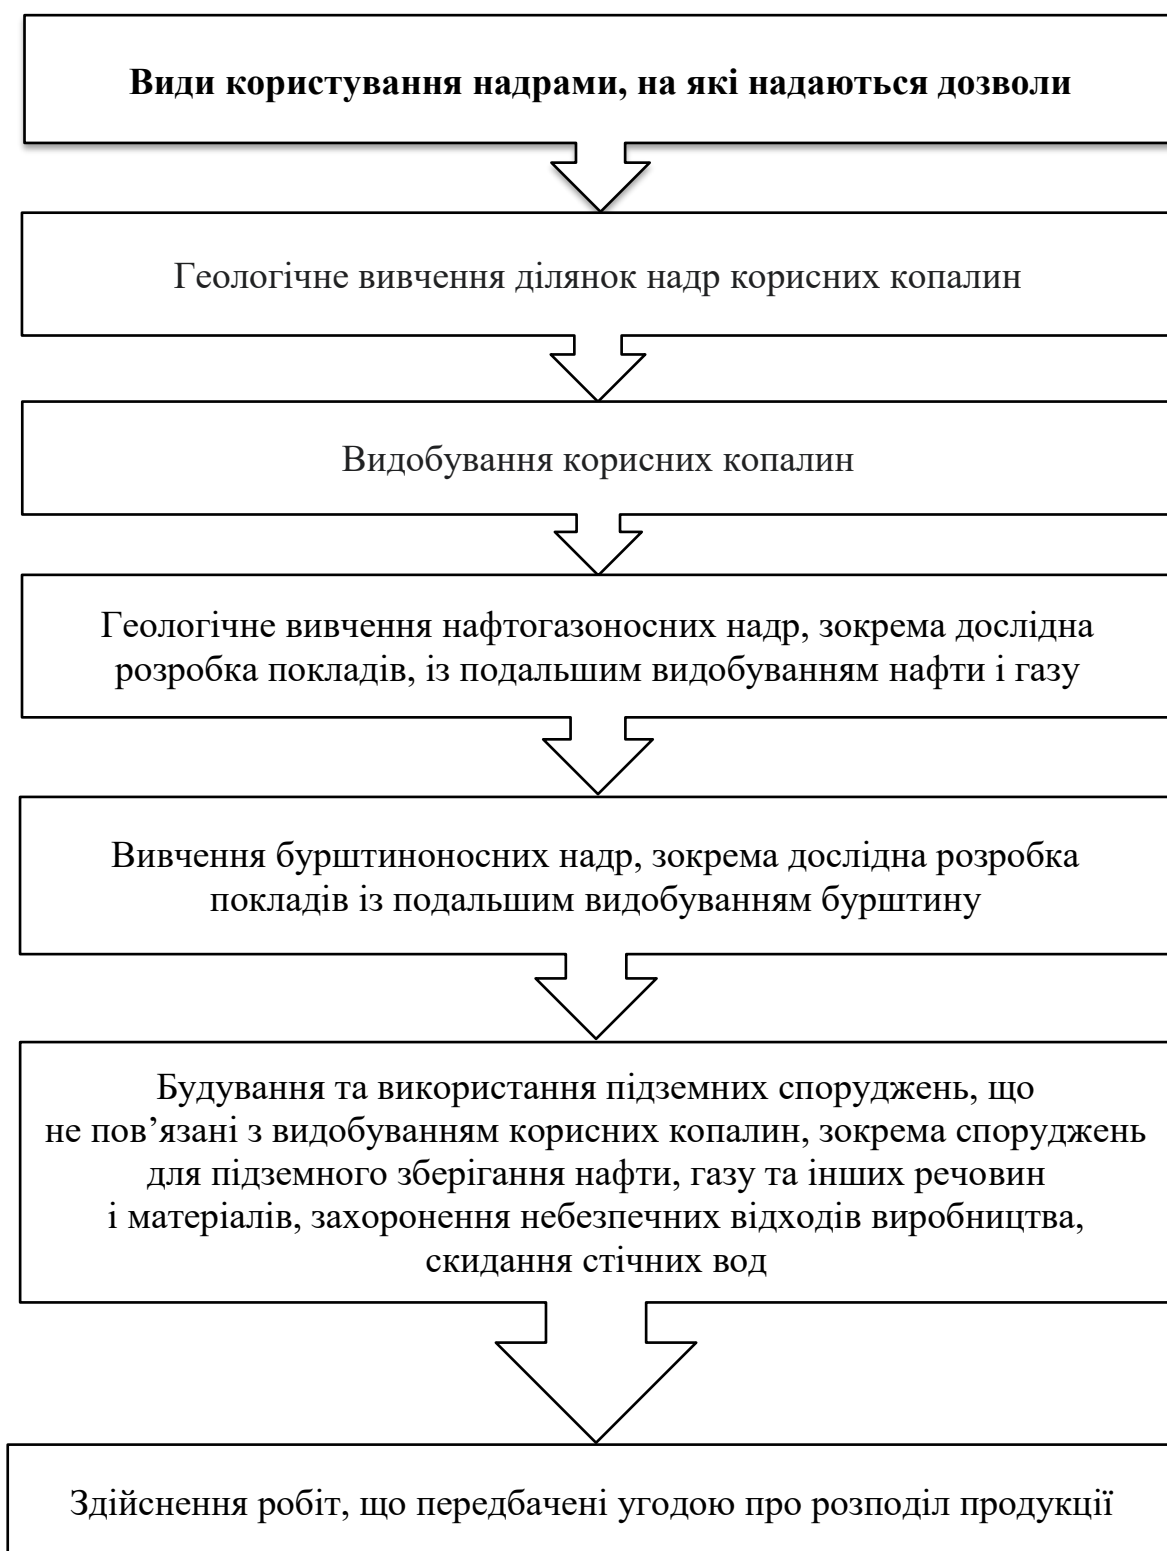 Види користування надрами, на які надаються дозволи
Геологічне вивчення ділянок надр корисних копалин
Видобування корисних копалин
Геологічне вивчення нафтогазоносних надр, зокрема дослідна
розробка покладів, із подальшим видобуванням нафти і газу
Вивчення бурштиноносних надр, зокрема дослідна розробка
покладів із подальшим видобуванням бурштину
Будування та використання підземних споруджень, що
не пов’язані з видобуванням корисних копалин, зокрема споруджень
для підземного зберігання нафти, газу та інших речовин
і матеріалів, захоронення небезпечних відходів виробництва,
скидання стічних вод
Здійснення робіт, що передбачені угодою про розподіл продукції